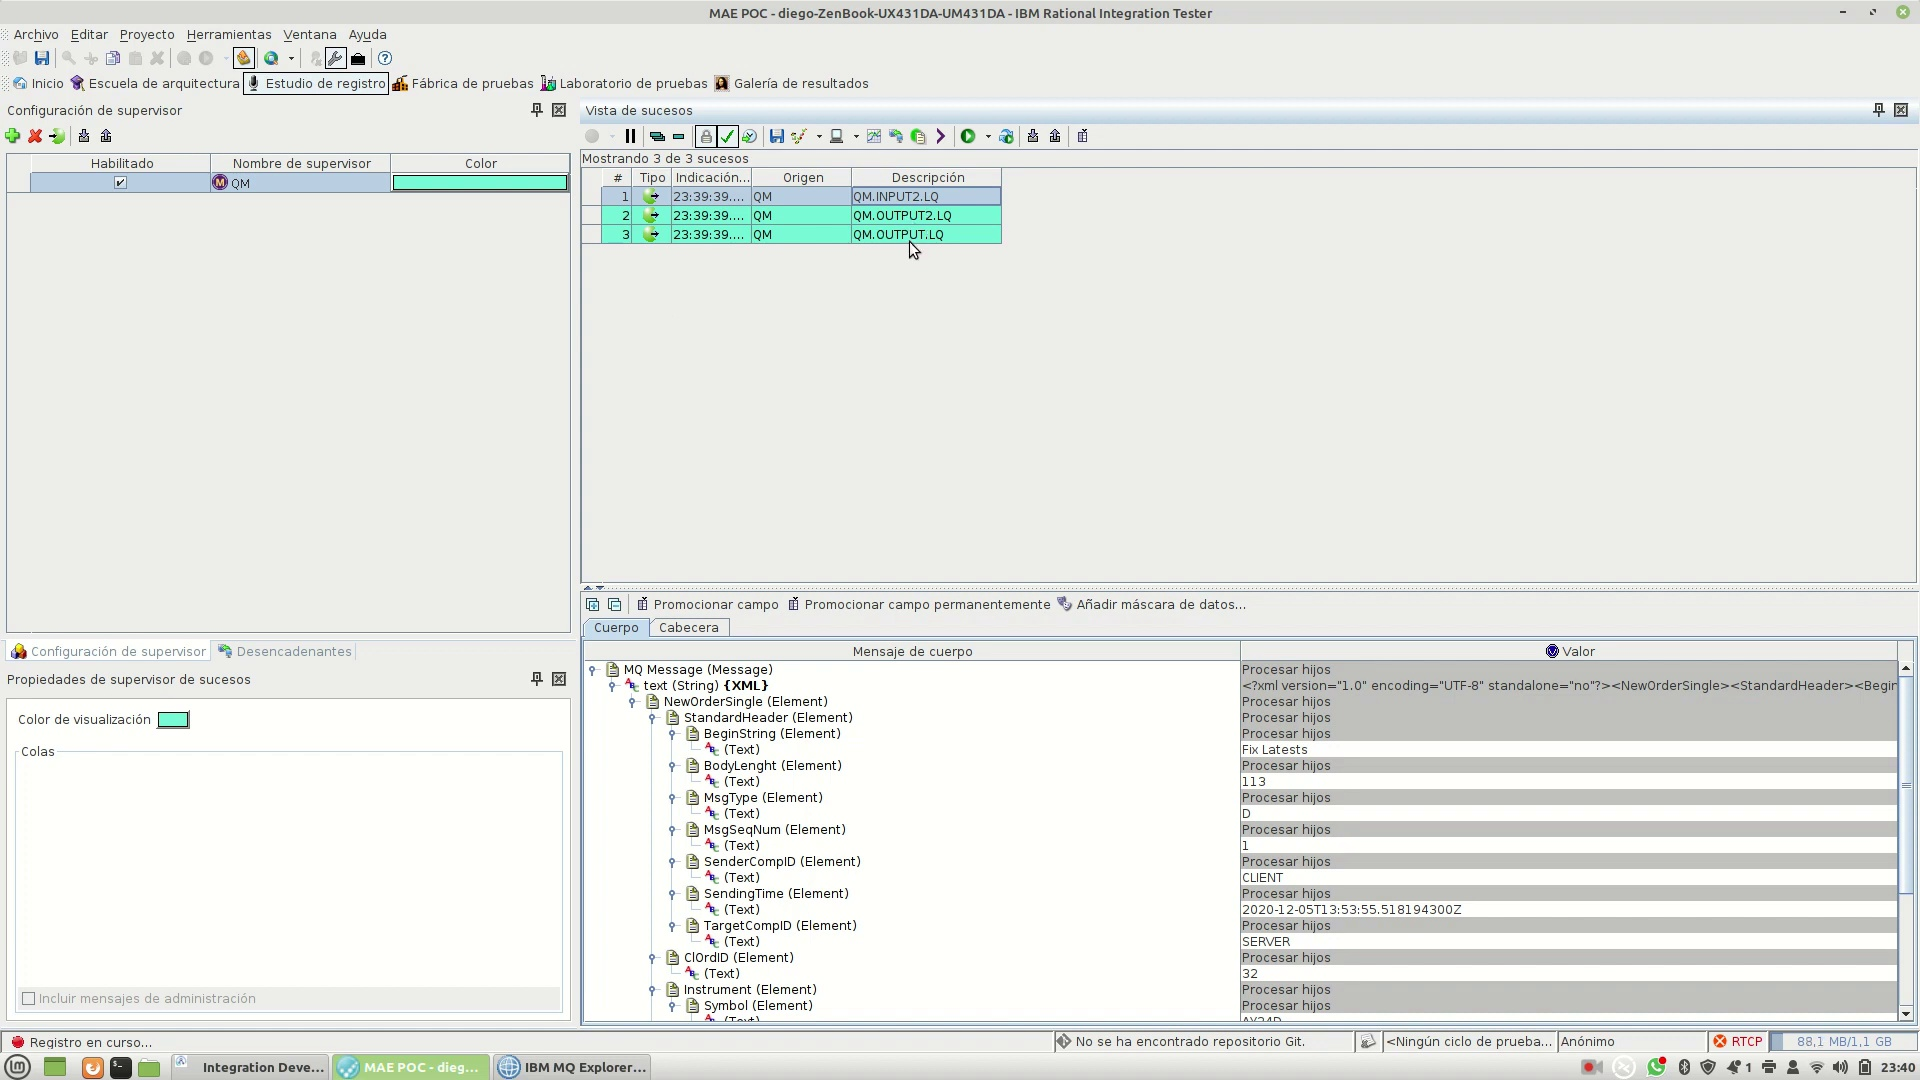 MAE POC - diego-ZenBook-UX431DA-UM431DA - IBM Rational Integration Tester
Archivo Editar Proyecto Herramientas Ventana Ayuda
Inicio Escuela de arquitectura Estudio de registro Fábrica de pruebas Laboratorio de pruebas Galería de resultados
Configuración de supervisor
Habilitado Nombre de supervisor Color
QM
Vista de sucesos
Mostrando 3 de 3 sucesos
# Tipo Indicación... Origen Descripción
1 23:39:39.... QM QM.INPUT2.LQ
2 23:39:39.... QM QM.OUTPUT2.LQ
3 23:39:39.... QM QM.OUTPUT.LQ
Configuración de supervisor Desencadenantes
Propiedades de supervisor de sucesos
Color de visualización
Colas
Incluir mensajes de administración
Promocionar campo Promocionar campo permanentemente Añadir máscara de datos...
Cuerpo Cabecera
Mensaje de cuerpo Valor
MQ Message (Message) Procesar hijos
text (String) {XML} <?xml version="1.0" encoding="UTF-8" standalone="no"?><NewOrderSingle><StandardHeader><Begin
NewOrderSingle (Element) Procesar hijos
StandardHeader (Element) Procesar hijos
BeginString (Element) Procesar hijos
(Text) Fix Latests
BodyLenght (Element) Procesar hijos
(Text) 113
MsgType (Element) Procesar hijos
(Text) D
MsgSeqNum (Element) Procesar hijos
(Text) 1
SenderCompID (Element) Procesar hijos
(Text) CLIENT
SendingTime (Element) Procesar hijos
(Text) 2020-12-05T13:53:55.518194300Z
TargetCompID (Element) Procesar hijos
(Text) SERVER
ClOrdID (Element) Procesar hijos
(Text) 32
Instrument (Element) Procesar hijos
Symbol (Element) Procesar hijos
Registro en curso... No se ha encontrado repositorio Git. <Ningún ciclo de prueba... Anónimo RTCP 88,1 MB/1,1 GB
Integration Deve... MAE POC - dieg... IBM MQ Explorer... 1 23:40